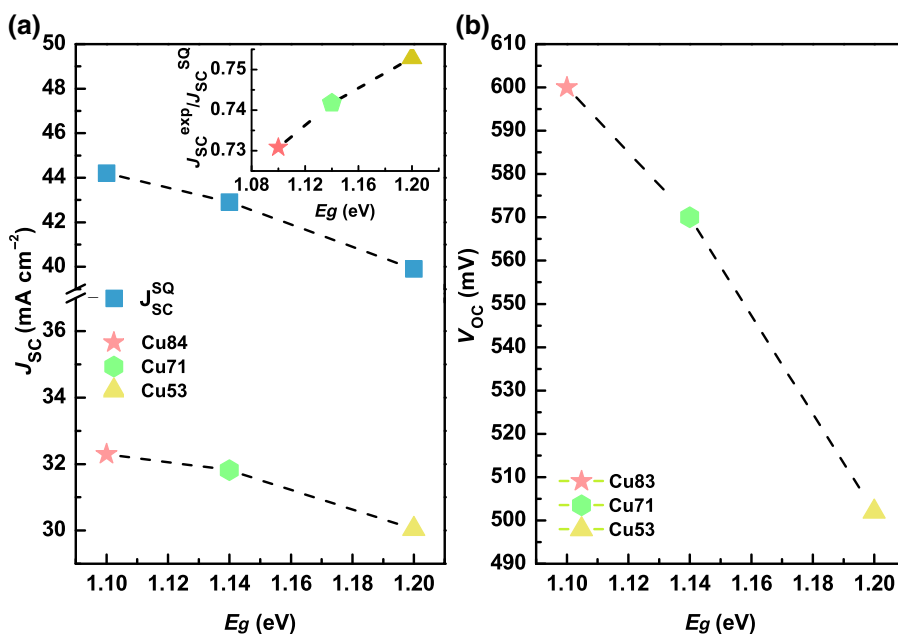 (a)
50
48
46
44
42
40
36
34
32
30
J_SC (mA cm⁻²)
1.10 1.12 1.14 1.16 1.18 1.20
Eg (eV)
J_SC^exp/J_SC^SQ
0.75
0.74
0.73
1.08 1.12 1.16 1.20
Eg (eV)
J_SC^SQ
Cu84
Cu71
Cu53
(b)
610
600
590
580
570
560
550
540
530
520
510
500
490
V_OC (mV)
Cu83
Cu71
Cu53
1.10 1.12 1.14 1.16 1.18 1.20
Eg (eV)